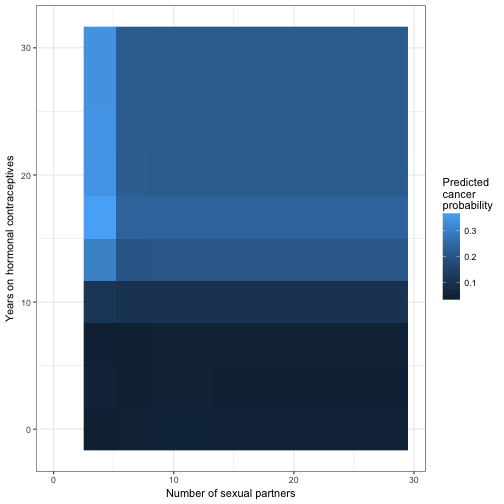 Years on hormonal contraceptives
30
20
10
0
0
10
20
30
Number of sexual partners
Predicted
cancer
probability
0.3
0.2
0.1